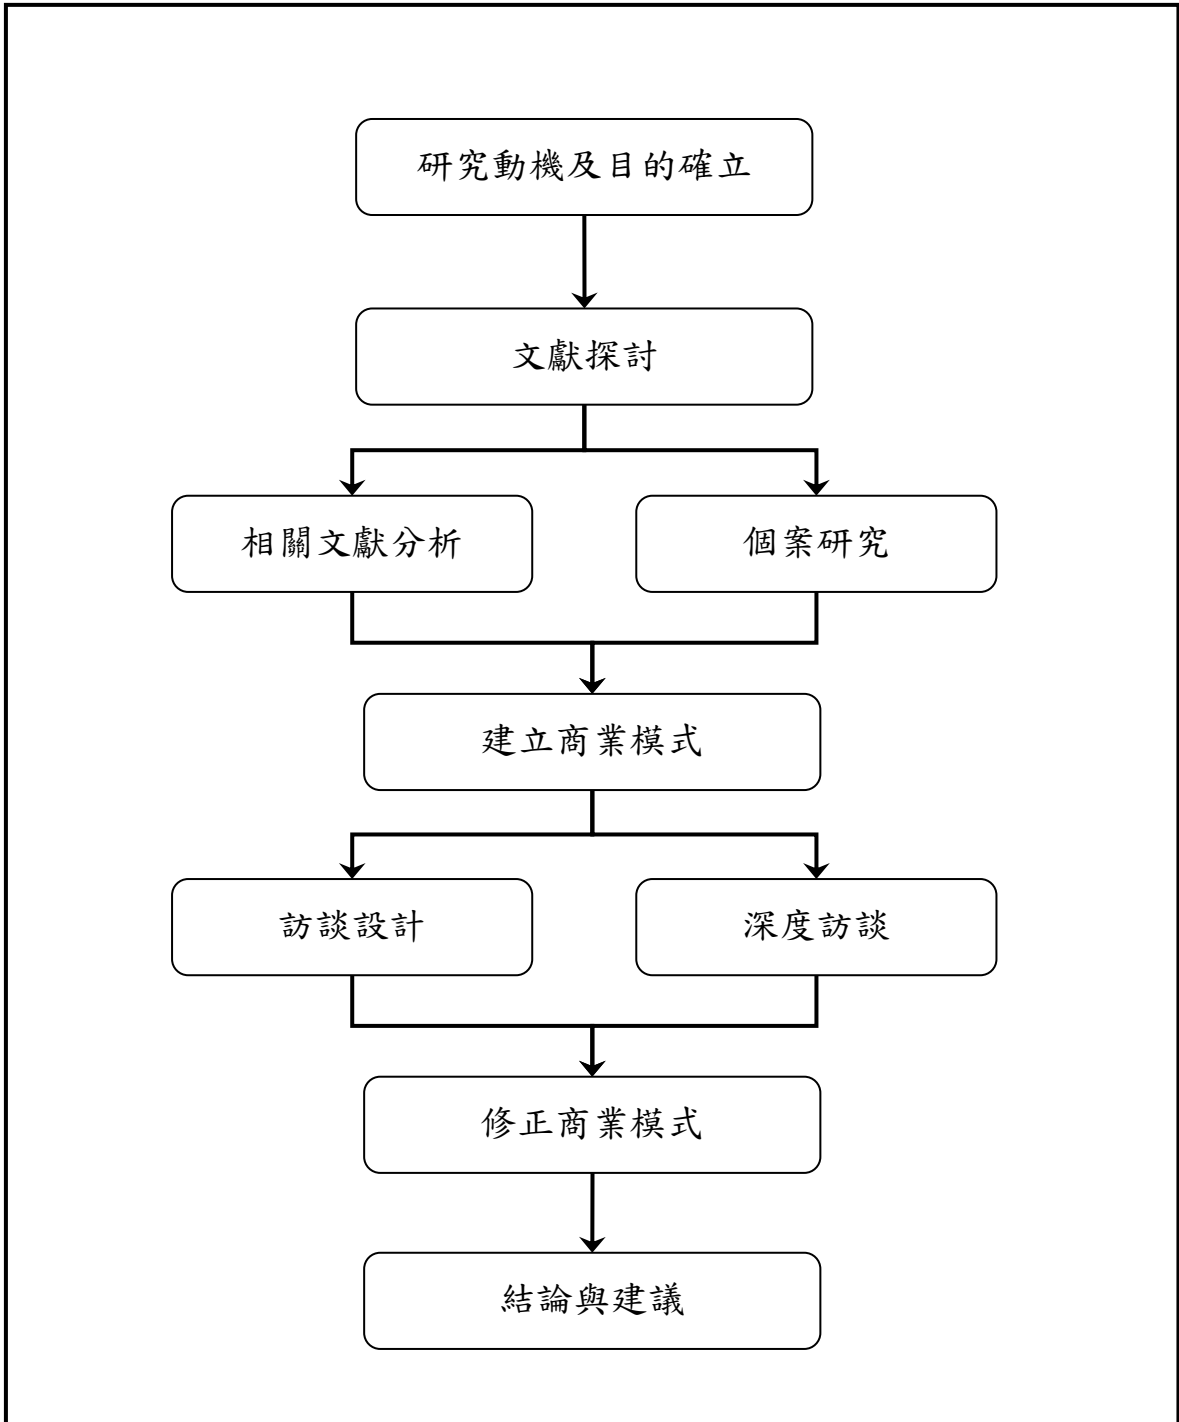 研究動機及目的確立
文獻探討
相關文獻分析
個案研究
建立商業模式
訪談設計
深度訪談
修正商業模式
結論與建議